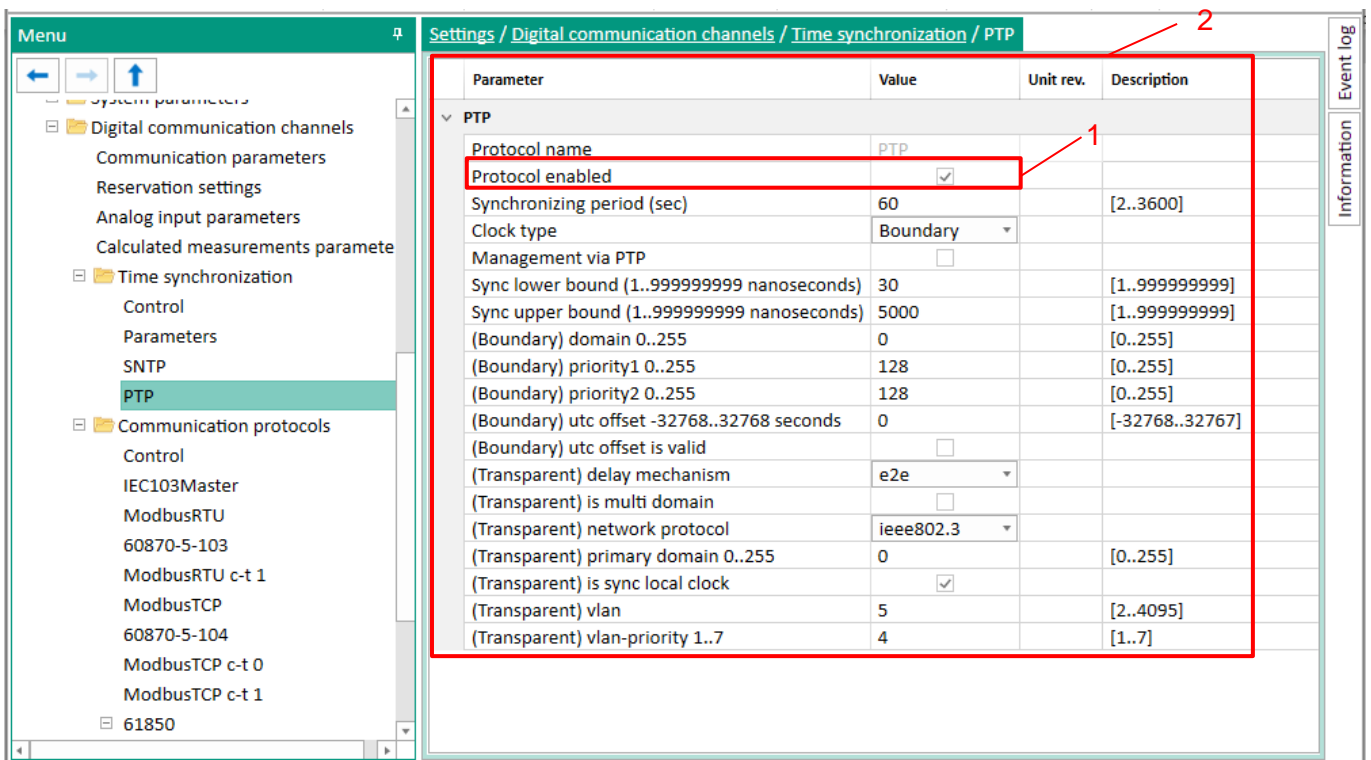 Menu
System parameters
Digital communication channels
Communication parameters
Reservation settings
Analog input parameters
Calculated measurements paramete
Time synchronization
Control
Parameters
SNTP
PTP
Communication protocols
Control
IEC103Master
ModbusRTU
60870-5-103
ModbusRTU c-t 1
ModbusTCP
60870-5-104
ModbusTCP c-t 0
ModbusTCP c-t 1
61850
Settings / Digital communication channels / Time synchronization / PTP
2
Parameter Value Unit rev. Description
PTP
1
Protocol name PTP
Protocol enabled
Synchronizing period (sec) 60 [2..3600]
Clock type Boundary
Management via PTP
Sync lower bound (1..999999999 nanoseconds) 30 [1..999999999]
Sync upper bound (1..999999999 nanoseconds) 5000 [1..999999999]
(Boundary) domain 0..255 0 [0..255]
(Boundary) priority1 0..255 128 [0..255]
(Boundary) priority2 0..255 128 [0..255]
(Boundary) utc offset -32768..32768 seconds 0 [-32768..32767]
(Boundary) utc offset is valid
(Transparent) delay mechanism e2e
(Transparent) is multi domain
(Transparent) network protocol ieee802.3
(Transparent) primary domain 0..255 0 [0..255]
(Transparent) is sync local clock
(Transparent) vlan 5 [2..4095]
(Transparent) vlan-priority 1..7 4 [1..7]
Event log
Information